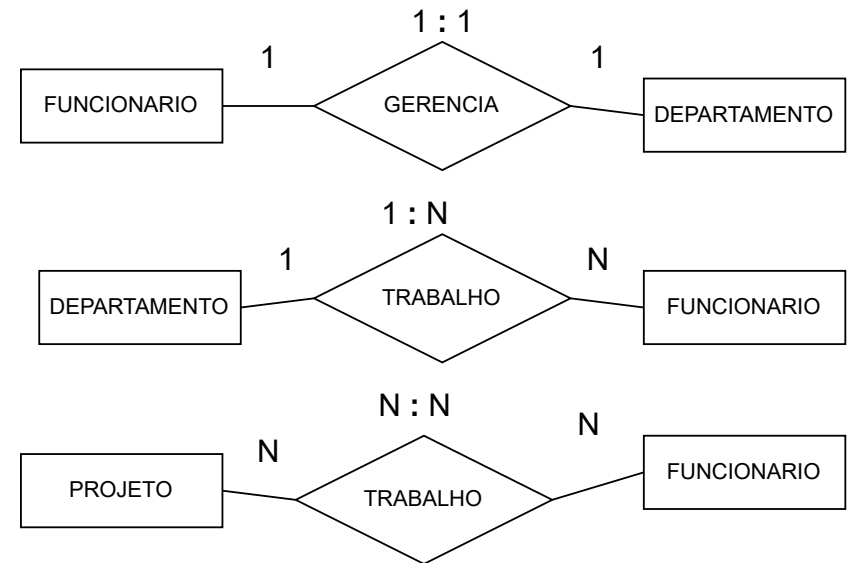 1 : 1
1 1
FUNCIONARIO GERENCIA DEPARTAMENTO
1 : N
1 N
DEPARTAMENTO TRABALHO FUNCIONARIO
N : N
N N
PROJETO TRABALHO FUNCIONARIO